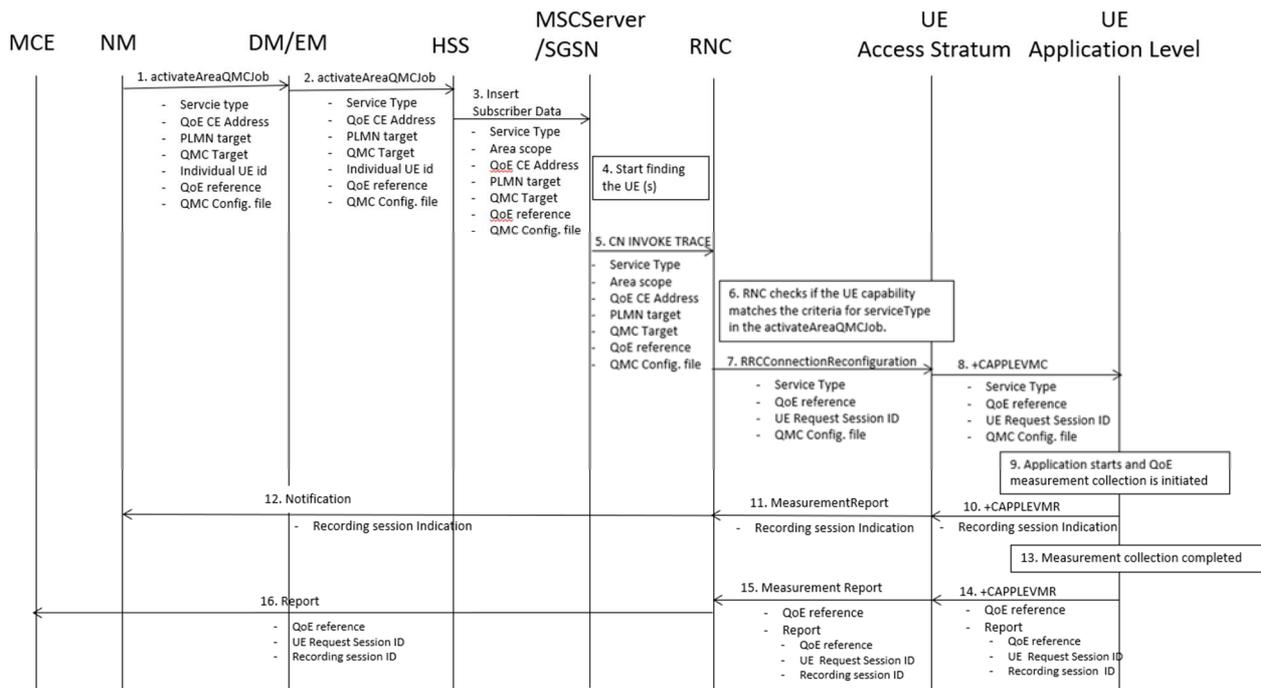 MCE
NM
DM/EM
HSS
MSCServer
/SGSN
RNC
UE
Access Stratum
UE
Application Level
1. activateAreaQMCJob
- Servcie type
- QoE CE Address
- PLMN target
- QMC Target
- Individual UE id
- QoE reference
- QMC Config. file
2. activateAreaQMCJob
- Service Type
- QoE CE Address
- PLMN target
- QMC Target
- Individual UE id
- QoE reference
- QMC Config. file
3. Insert
Subscriber Data
- Service Type
- Area scope
- QoE CE Address
- PLMN target
- QMC Target
- QoE reference
- QMC Config. file
4. Start finding
the UE (s)
5. CN INVOKE TRACE
- Service Type
- Area scope
- QoE CE Address
- PLMN target
- QMC Target
- QoE reference
- QMC Config. file
6. RNC checks if the UE capability
matches the criteria for serviceType
in the activateAreaQMCJob.
7. RRCConnectionReconfiguration
- Service Type
- QoE reference
- UE Request Session ID
- QMC Config. file
8. +CAPPLEVMC
- Service Type
- QoE reference
- UE Request Session ID
- QMC Config. file
9. Application starts and QoE
measurement collection is initiated
10. +CAPPLEVMR
- Recording session Indication
11. MeasurementReport
- Recording session Indication
12. Notification
- Recording session Indication
13. Measurement collection completed
14. +CAPPLEVMR
- QoE reference
- Report
- QoE reference
- UE Request Session ID
- Recording session ID
15. Measurement Report
- QoE reference
- Report
- QoE reference
- UE Request Session ID
- Recording session ID
16. Report
- QoE reference
- UE Request Session ID
- Recording session ID